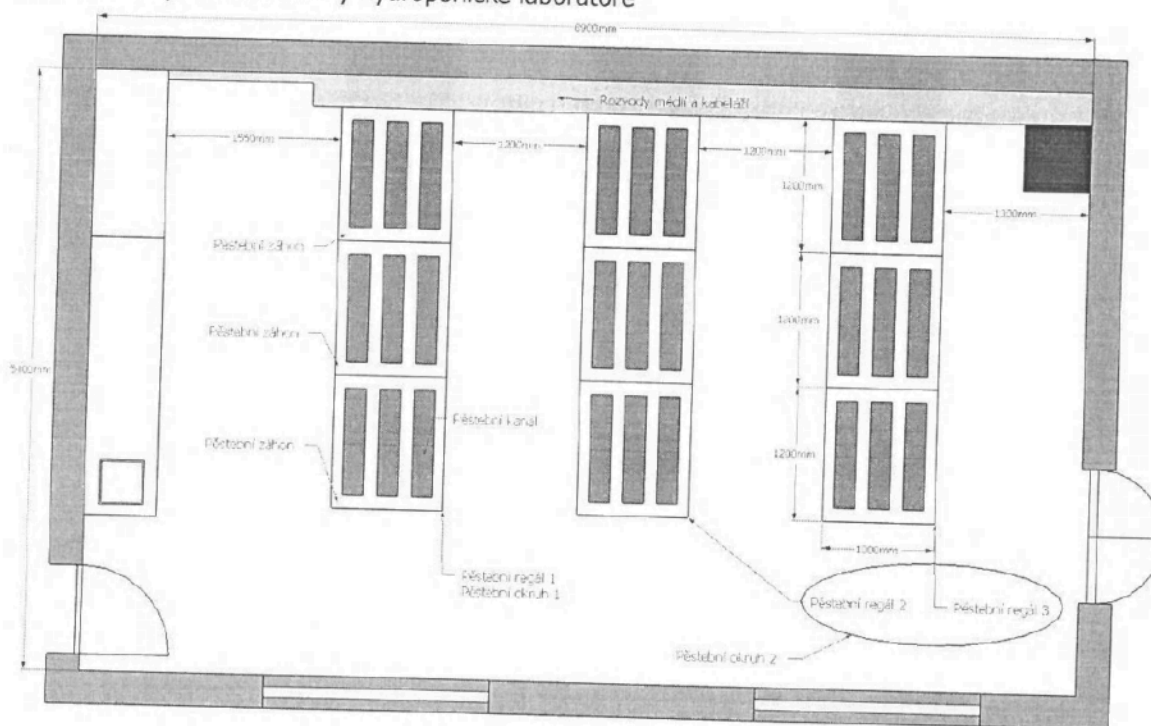 hydroponické laboratoře
8900mm
Rozvody médií a kabeláží
1550mm
1200mm
1200mm
1200mm
1300mm
Pěstební záhon
5400mm
1200mm
Pěstební záhon
Pěstební kanál
Pěstební záhon
1200mm
1000mm
Pěstební regál 1
Pěstební okruh 1
Pěstební regál 2
Pěstební regál 3
Pěstební okruh 2